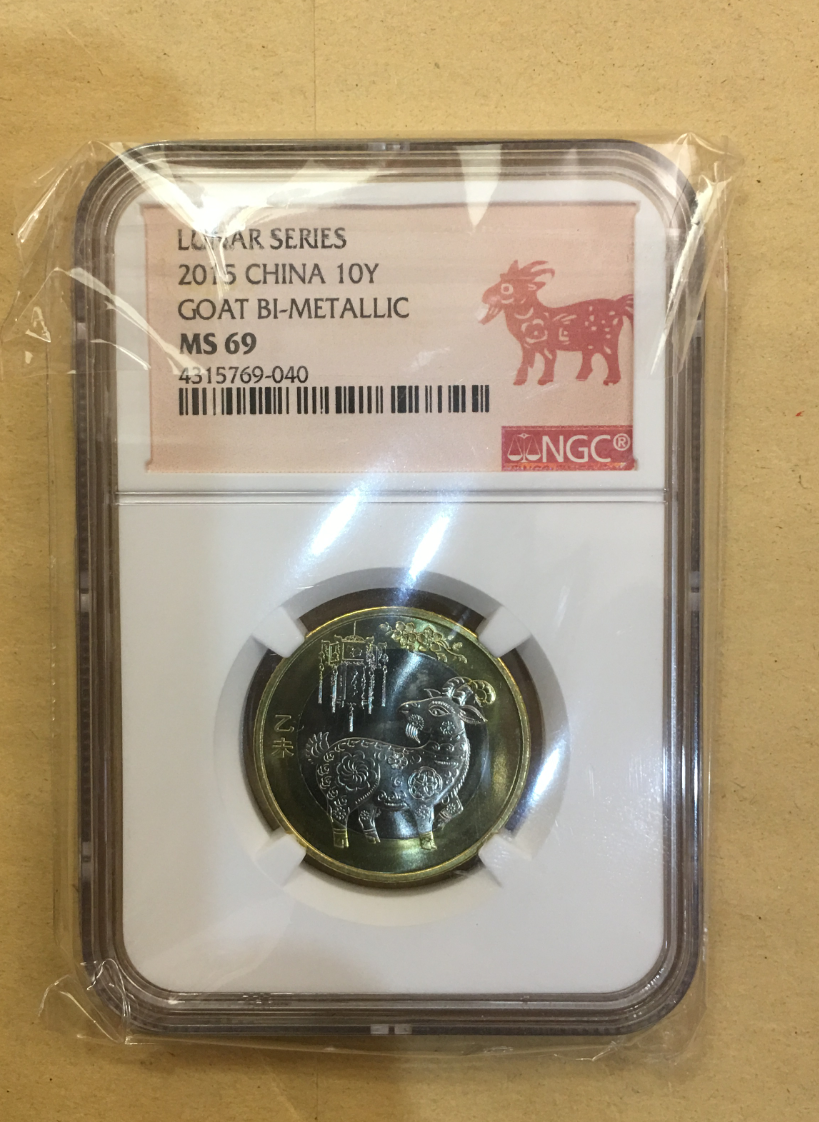 LUNAR SERIES
2015 CHINA 10Y
GOAT BI-METALLIC
MS 69
4315769-040
NGC®
乙未